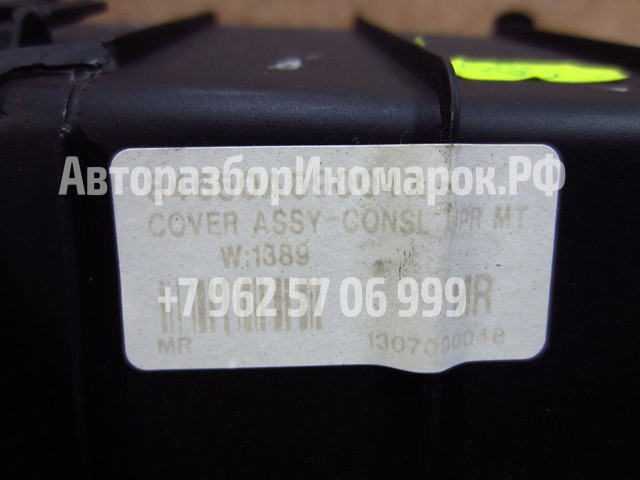 АвторазборИномарок.РФ
COVER ASSY-CONSL UPR MT
W:1389
+7 962 57 06 999
MR